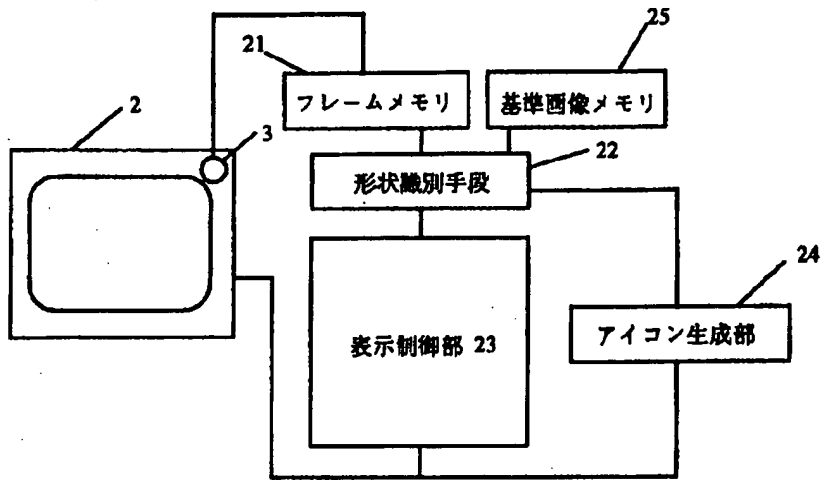 25
21
フレームメモリ
基準画像メモリ
2
3
22
形状識別手段
24
表示制御部 23
アイコン生成部